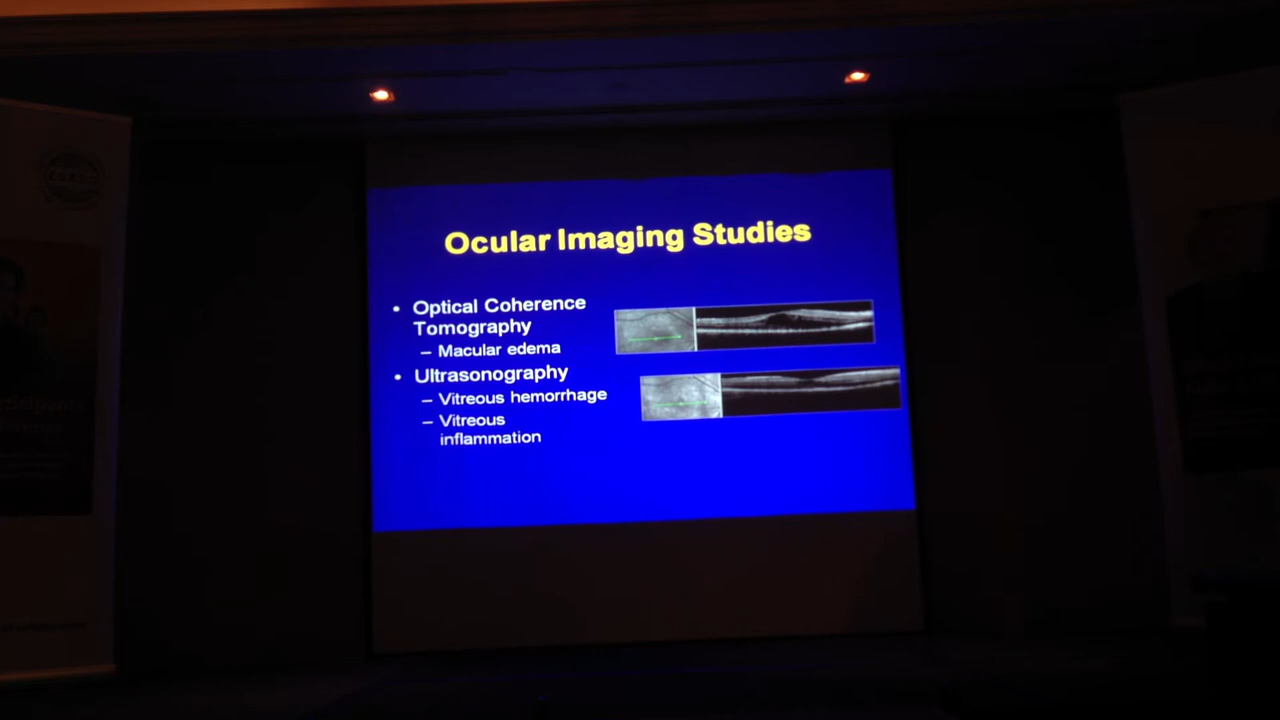 Ocular Imaging Studies
• Optical Coherence
Tomography
– Macular edema
• Ultrasonography
– Vitreous hemorrhage
– Vitreous
inflammation